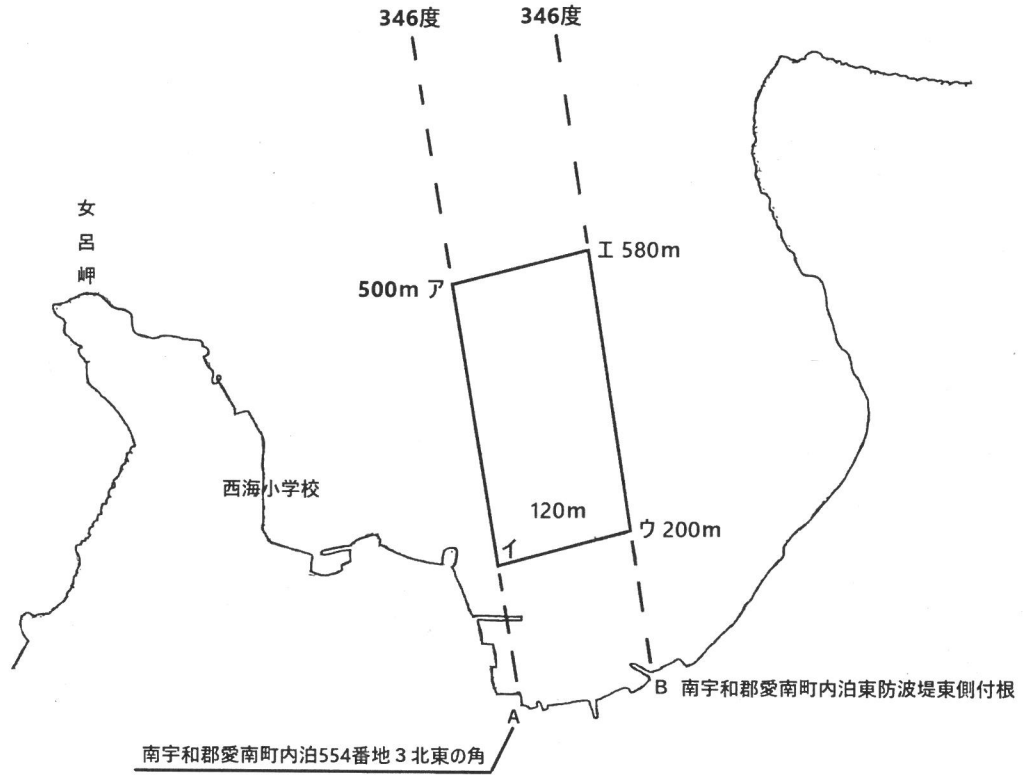 346度
346度
女呂岬
エ 580m
500m ア
西海小学校
120m
イ
ウ 200m
B 南宇和郡愛南町内泊東防波堤東側付根
A
南宇和郡愛南町内泊554番地3北東の角